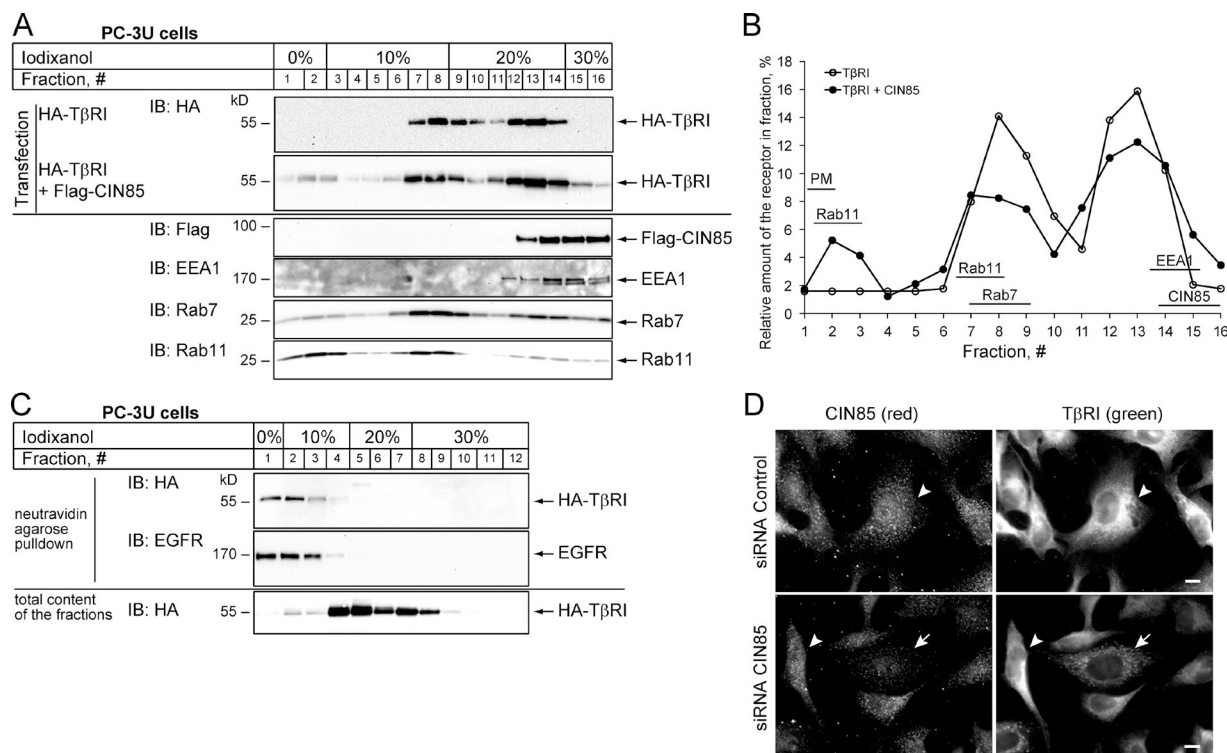 A
PC-3U cells
Iodixanol 0% 10% 20% 30%
Fraction, # 1 2 3 4 5 6 7 8 9 10 11 12 13 14 15 16
Transfection
HA-TβRI IB: HA kD
55 HA-TβRI
HA-TβRI
+ Flag-CIN85
55 HA-TβRI
IB: Flag 100 Flag-CIN85
IB: EEA1 170 EEA1
IB: Rab7 25 Rab7
IB: Rab11 25 Rab11
B
Relative amount of the receptor in fraction, %
18
16
14
12
10
8
6
4
2
0
TβRI
TβRI + CIN85
PM
Rab11
Rab11
Rab7
EEA1
CIN85
1 2 3 4 5 6 7 8 9 10 11 12 13 14 15 16
Fraction, #
C
PC-3U cells
Iodixanol 0% 10% 20% 30%
Fraction, # 1 2 3 4 5 6 7 8 9 10 11 12
neutravidin
agarose
pulldown
IB: HA kD
55 HA-TβRI
IB: EGFR
170 EGFR
total content
of the fractions
IB: HA 55 HA-TβRI
D
CIN85 (red) TβRI (green)
siRNA Control
siRNA CIN85